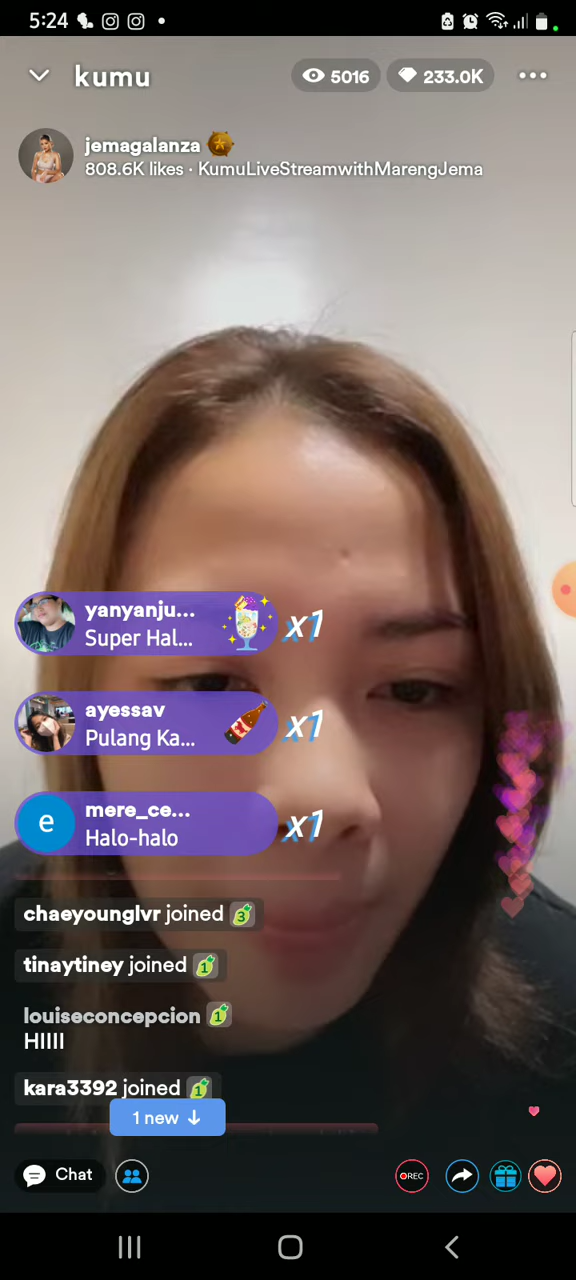 5:24
kumu
5016
233.0K
jemagalanza
808.6K likes · KumuLiveStreamwithMarengJema
yanyanju...
Super Hal...
x1
ayessav
Pulang Ka...
x1
e
mere_ce...
Halo-halo
x1
chaeyounglvr joined 3
tinaytiney joined 1
louiseconcepcion 1
HIIII
kara3392 joined 1
1 new ↓
Chat
REC